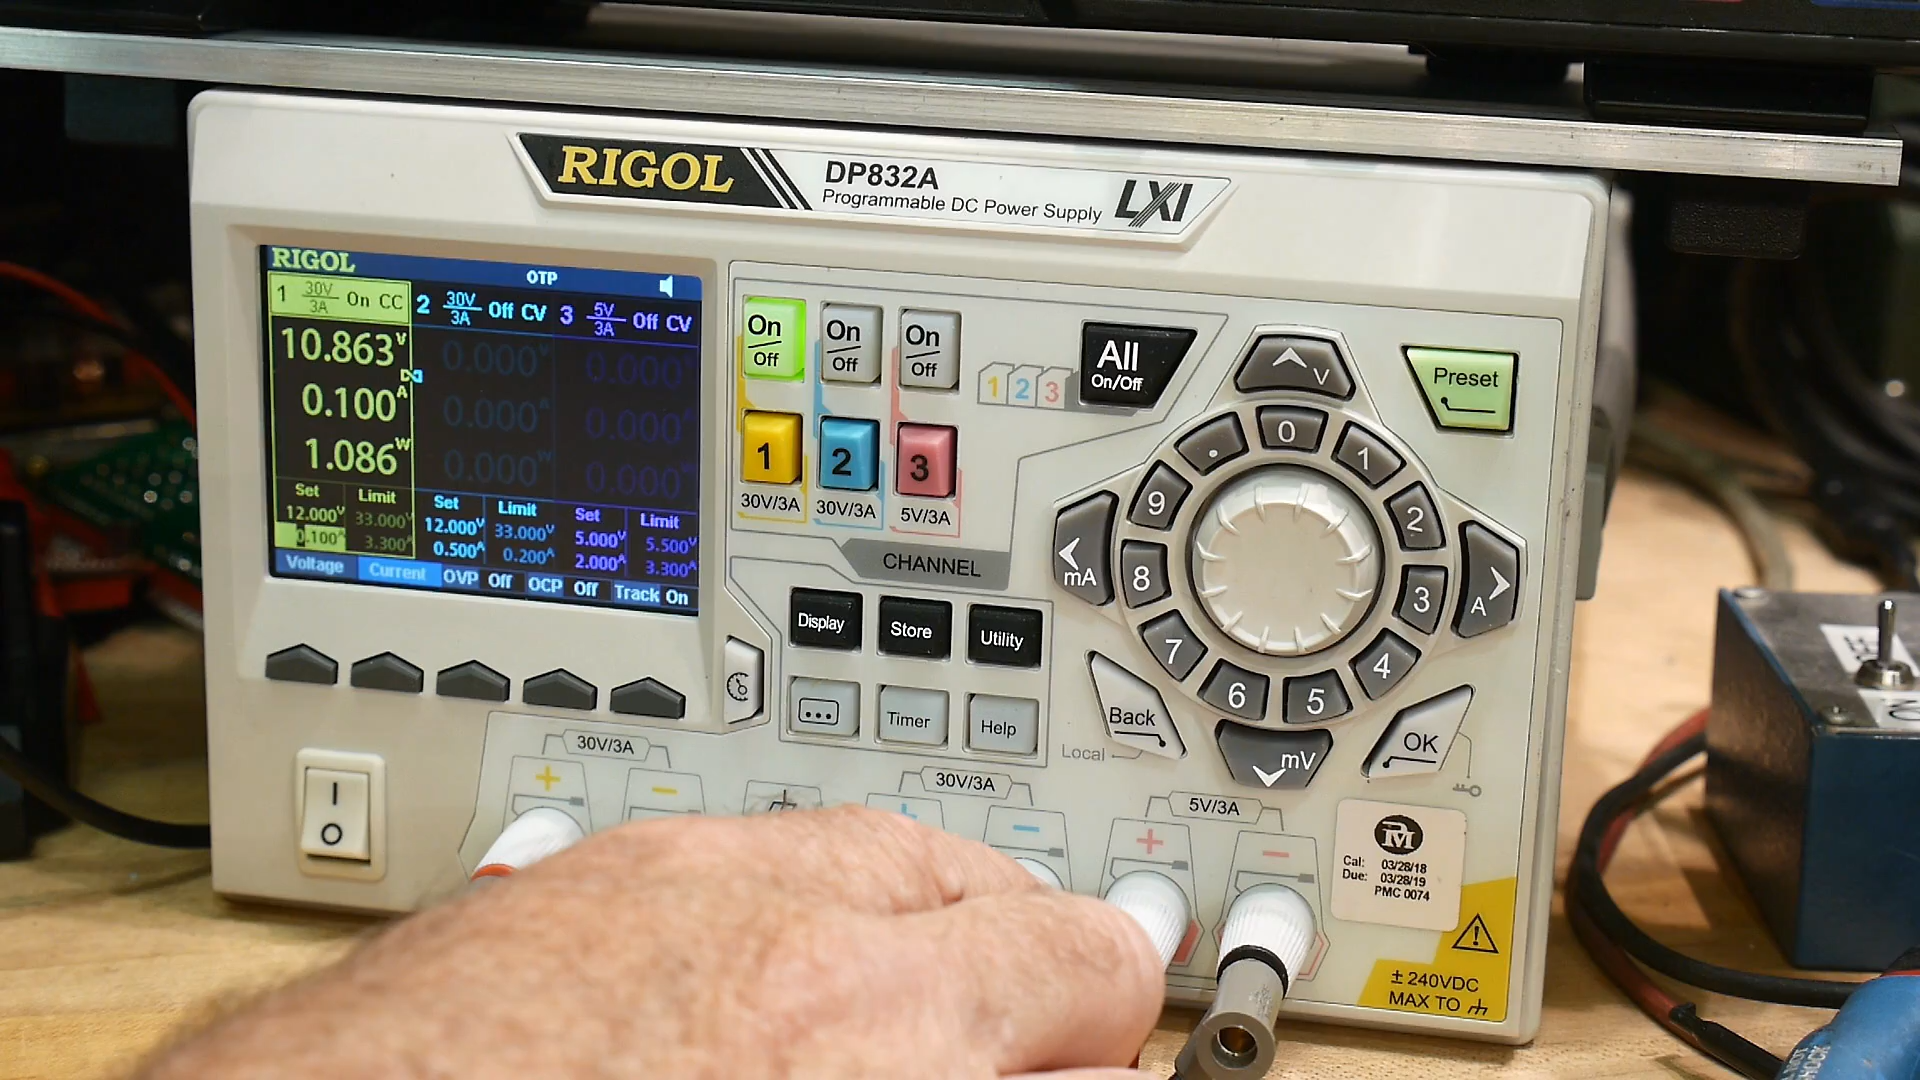 RIGOL
DP832A
Programmable DC Power Supply
LXI
RIGOL
OTP
1 30V/3A On CC
2 30V/3A Off CV
3 5V/3A Off CV
10.863V
0.000V
0.000V
0.100A
0.000A
0.000A
1.086W
0.000W
0.000W
Set Limit
Set Limit
Set Limit
12.000V 33.000V
12.000V 33.000V
5.000V 5.500V
0.100A 3.300A
0.500A 0.200A
2.000A 3.300A
Voltage Current OVP Off OCP Off Track On
On/Off
On/Off
On/Off
1 2 3
All On/Off
1
2
3
30V/3A
30V/3A
5V/3A
CHANNEL
Preset
V
0
1
2
3
4
5
6
7
8
9
.
mA
A
mV
Display
Store
Utility
Timer
Help
Back
Local
OK
I
O
30V/3A
+ −
30V/3A
+ −
5V/3A
+ −
PM
Cal: 03/28/18
Due: 03/28/19
PMC 0074
± 240VDC
MAX TO